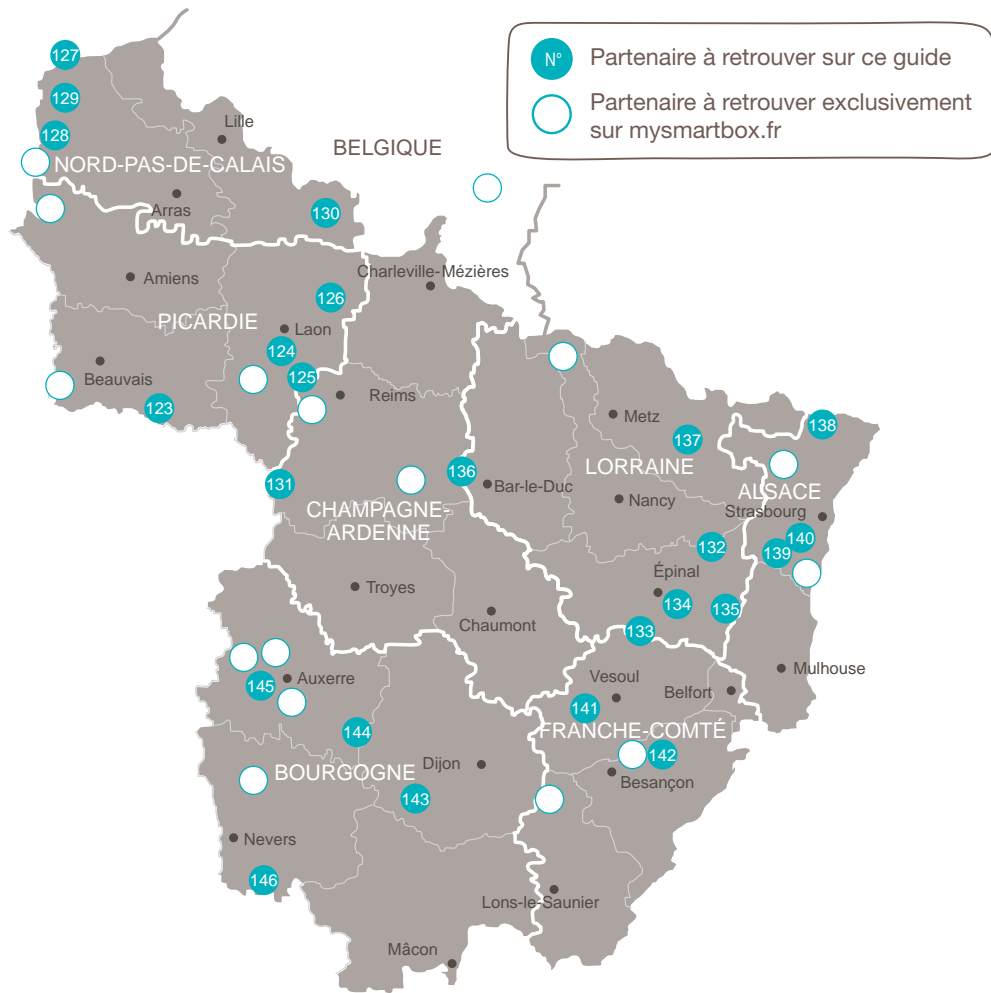 N°
Partenaire à retrouver sur ce guide
Partenaire à retrouver exclusivement
sur mysmartbox.fr
127
129
128
Lille
BELGIQUE
NORD-PAS-DE-CALAIS
Arras
130
Charleville-Mézières
Amiens
126
PICARDIE
Laon
124
125
Beauvais
123
Reims
Metz
137
138
LORRAINE
136
131
Bar-le-Duc
Nancy
ALSACE
Strasbourg
CHAMPAGNE-
ARDENNE
132
140
139
Épinal
134
135
133
Troyes
Chaumont
Mulhouse
Vesoul
Belfort
Auxerre
145
141
144
FRANCHE-COMTÉ
142
Besançon
BOURGOGNE
Dijon
143
Nevers
146
Lons-le-Saunier
Mâcon